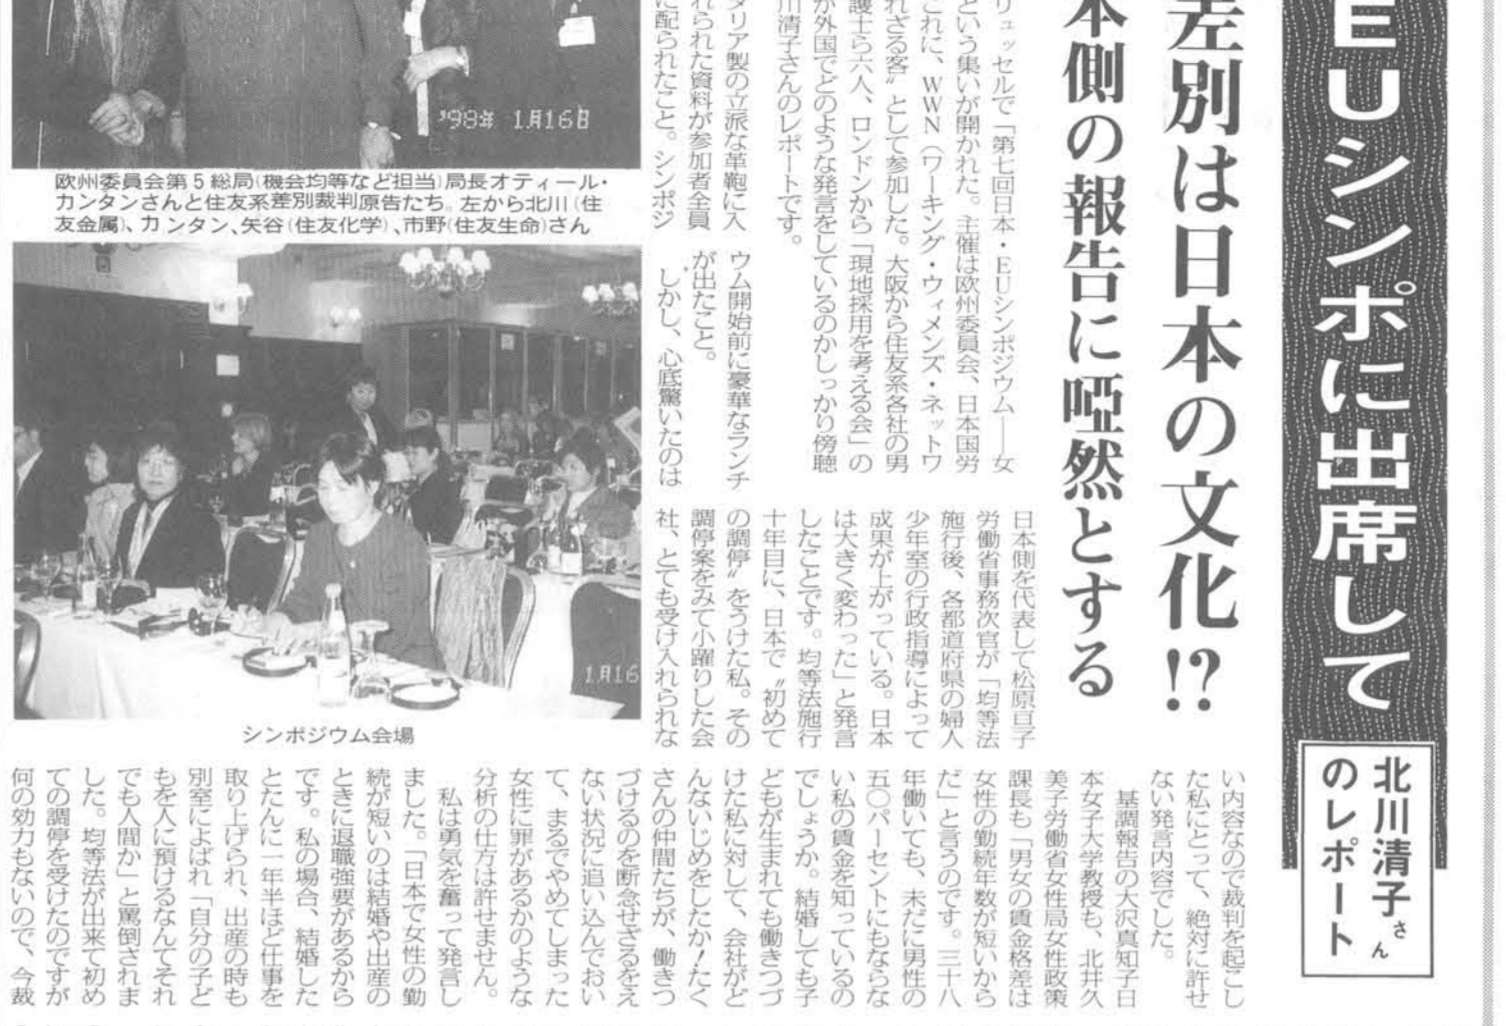 EUシンポに出席して
北川清子さん
のレポート
差別は日本の文化!?
本側の報告に啞然とする
リュッセルで「第七回日本・EUシンポジウム――女
という集いが開かれた。主催は欧州委員会、日本国労
これに、WWN(ワーキング・ウィメンズ・ネットワ
れざる客〟として参加した。大阪から住友系各社の男
護士ら六人、ロンドンから「現地採用を考える会」の
が外国でどのような発言をしているのかしっかり傍聴
川清子さんのレポートです。
タリア製の立派な革鞄に入
れられた資料が参加者全員
に配られたこと。シンポジ
ウム開始前に豪華なランチ
が出たこと。
しかし、心底驚いたのは
日本側を代表して松原亘子
労働省事務次官が「均等法
施行後、各都道府県の婦人
少年室の行政指導によって
成果が上がっている。日本
は大きく変わった」と発言
したことです。均等法施行
十年目に、日本で〝初めて
の調停〟をうけた私。その
調停案をみて小躍りした会
社、とても受け入れられな
い内容なので裁判を起こし
た私にとって、絶対に許せ
ない発言内容でした。
基調報告の大沢真知子日
本女子大学教授も、北井久
美子労働省女性局女性政策
課長も「男女の賃金格差は
女性の勤続年数が短いから
だ」と言うのです。三十八
年働いても、未だに男性の
五〇パーセントにもならな
い私の賃金を知っているの
でしょうか。結婚しても子
どもが生まれても働きつづ
けた私に対して、会社がど
んないじめをしたか!たく
さんの仲間たちが、働きつ
づけるのを断念せざるをえ
ない状況に追い込んでおい
て、まるでやめてしまった
女性に罪があるかのような
分析の仕方は許せません。
私は勇気を奮って発言し
ました。「日本で女性の勤
続が短いのは結婚や出産の
ときに退職強要があるから
です。私の場合、結婚した
とたんに一年半ほど仕事を
取り上げられ、出産の時も
別室によばれ「自分の子ど
もを人に預けるなんてそれ
でも人間か」と罵倒されま
した。均等法が出来て初め
ての調停を受けたのですが
何の効力もないので、今裁
'98年 1月16日
欧州委員会第5総局(機会均等など担当)局長オティール・
カンタンさんと住友系差別裁判原告たち。左から北川(住
友金属)、カンタン、矢谷(住友化学)、市野(住友生命)さん
1月16
シンポジウム会場